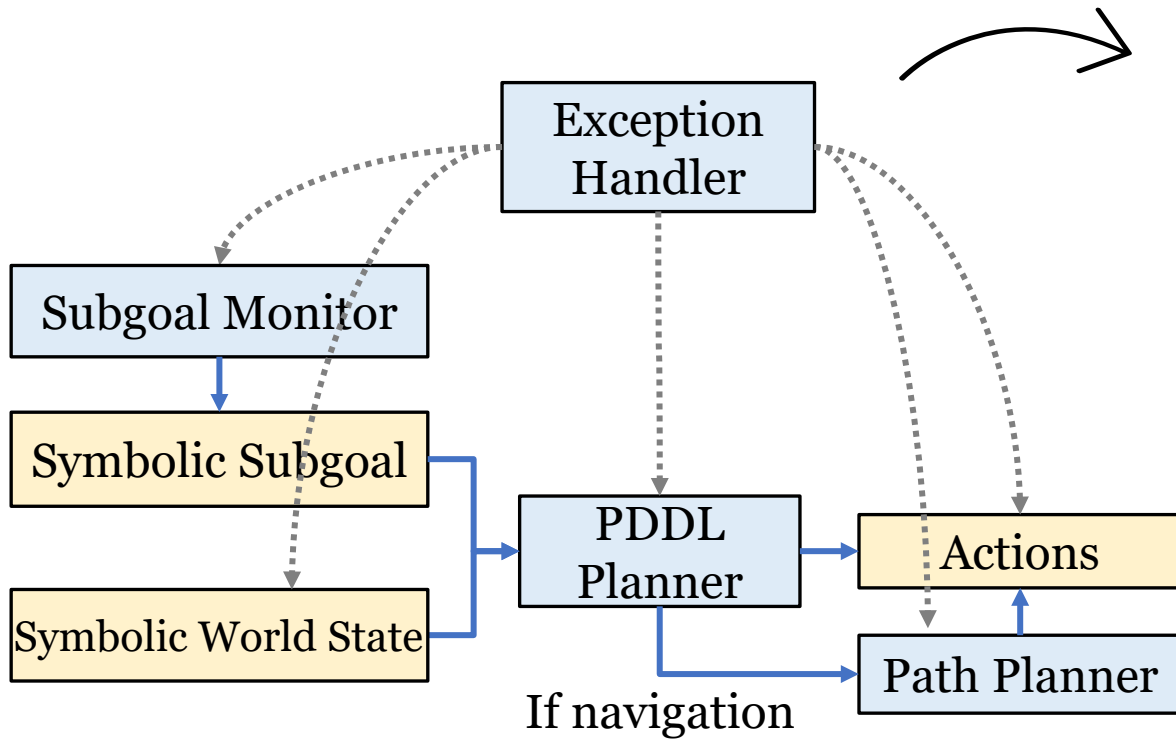 Exception
Handler
Subgoal Monitor
Symbolic Subgoal
Symbolic World State
PDDL
Planner
Actions
Path Planner
If navigation